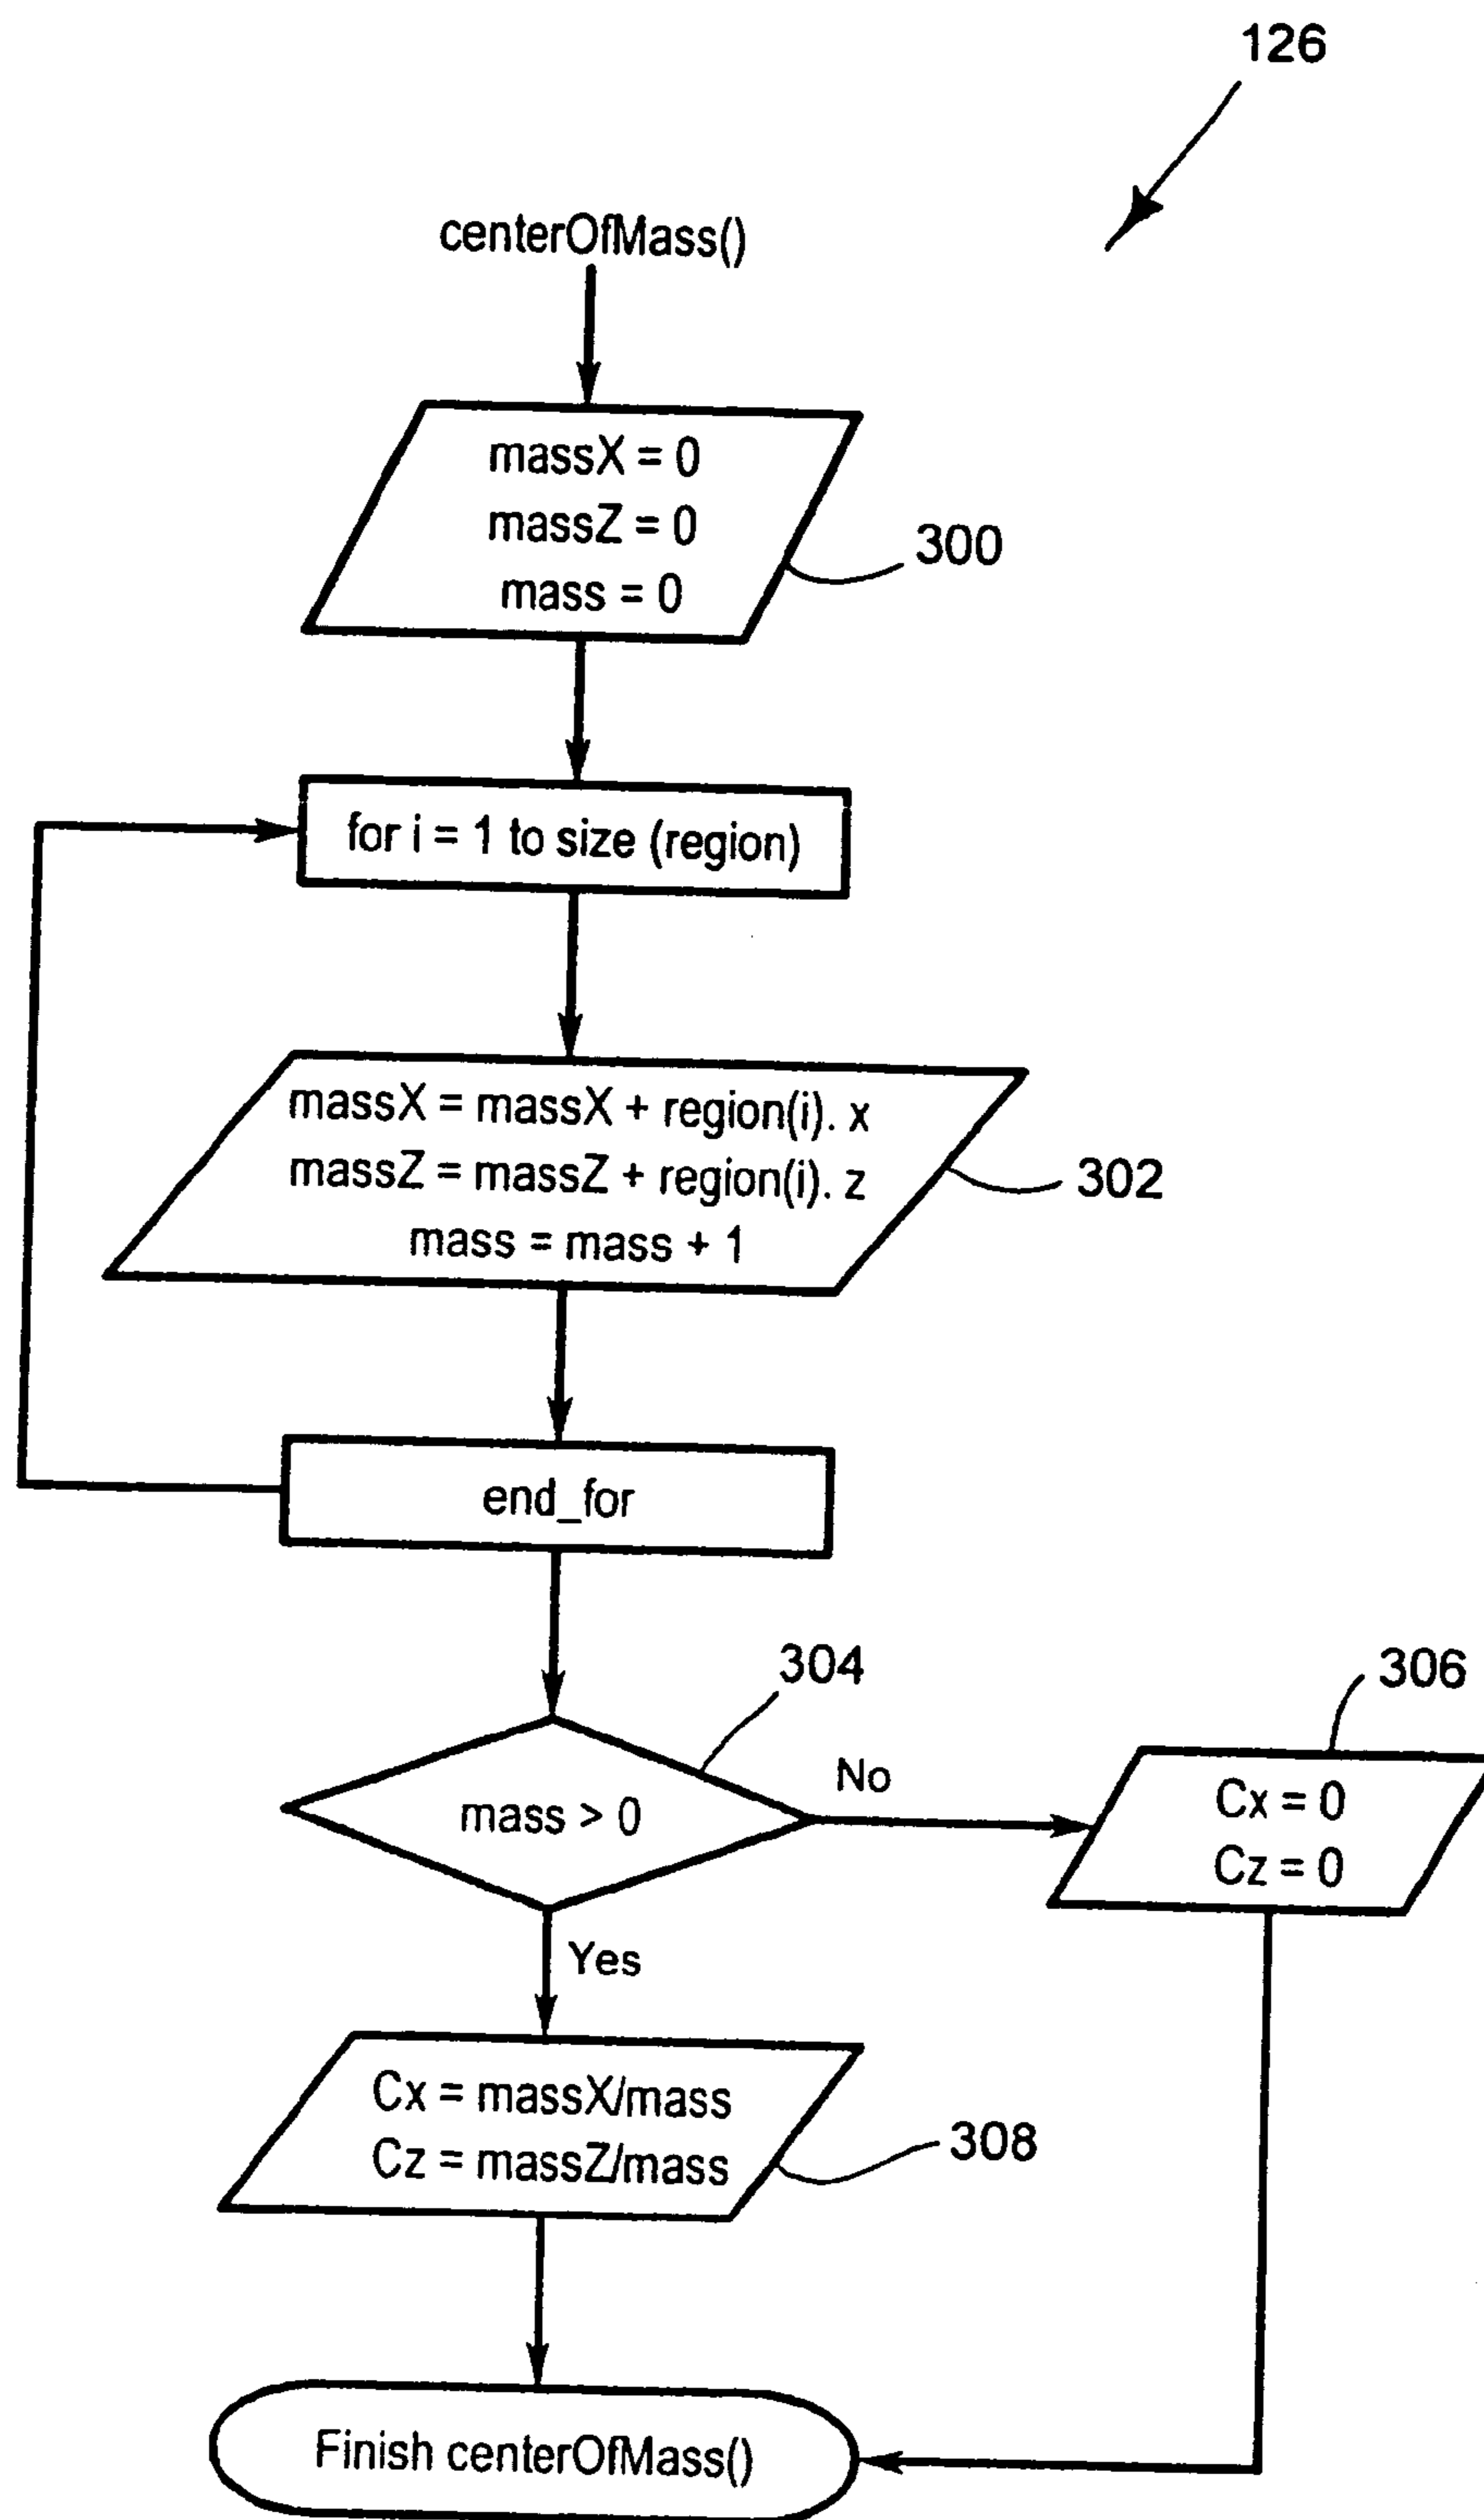 126
centerOfMass()
massX = 0
massZ = 0
mass = 0
300
for i = 1 to size (region)
massX = massX + region(i). x
massZ = massZ + region(i). z
mass = mass + 1
302
end_for
304
306
mass > 0
No
Cx = 0
Cz = 0
Yes
Cx = massX/mass
Cz = massZ/mass
308
Finish centerOfMass()